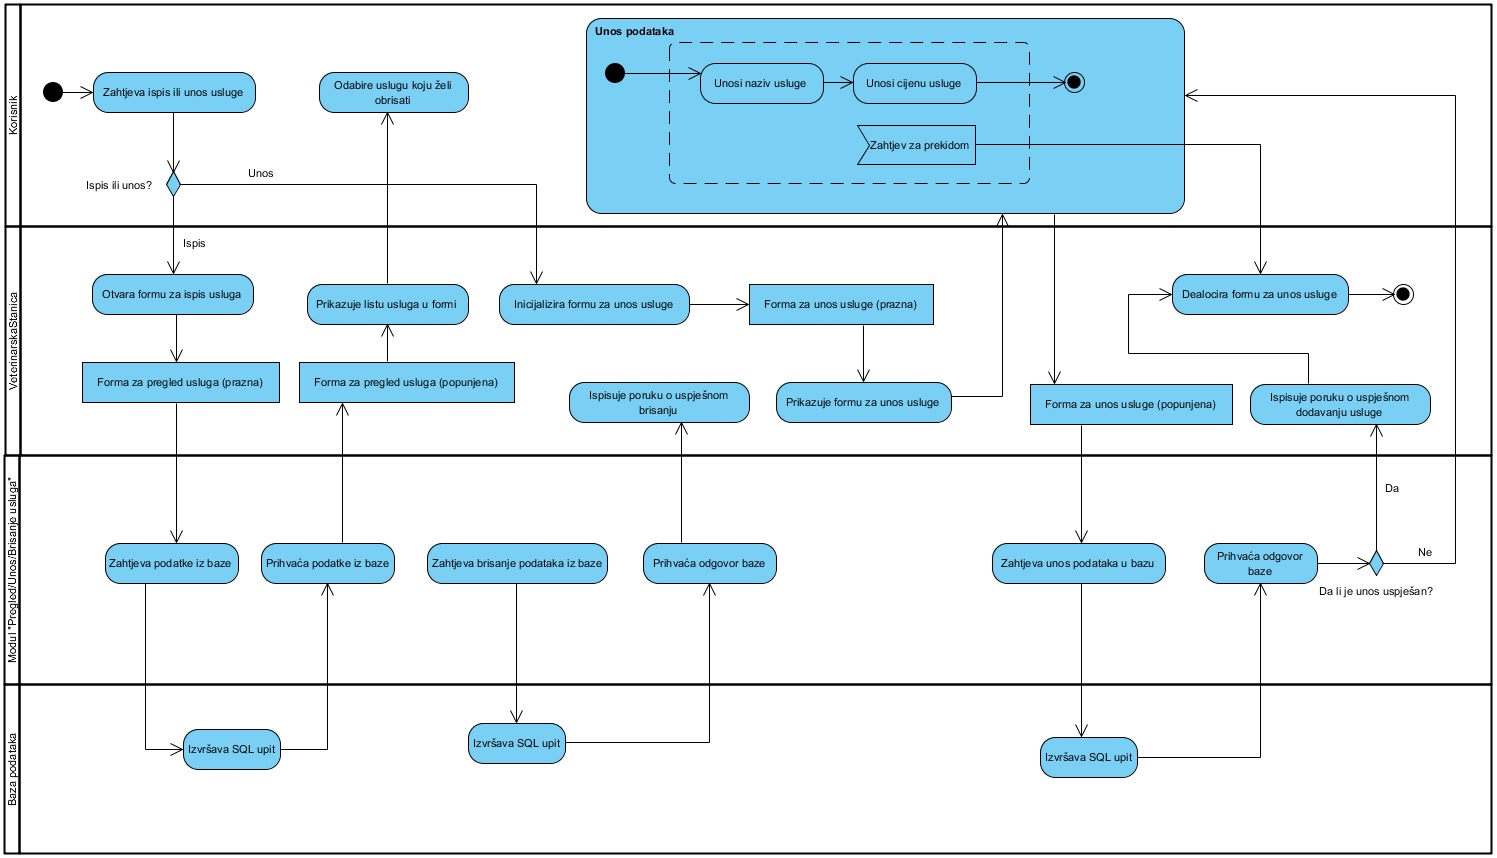 Korisnik
Unos podataka
Zahtjeva ispis ili unos usluge
Odabire uslugu koju želi
obrisati
Unosi naziv usluge
Unosi cijenu usluge
Zahtjev za prekidom
Ispis ili unos?
Unos
Ispis
VeterinarskaStanica
Otvara formu za ispis usluga
Prikazuje listu usluga u formi
Inicijalizira formu za unos usluge
Forma za unos usluge (prazna)
Dealocira formu za unos usluge
Forma za pregled usluga (prazna)
Forma za pregled usluga (popunjena)
Ispisuje poruku o uspješnom
brisanju
Prikazuje formu za unos usluge
Forma za unos usluge (popunjena)
Ispisuje poruku o uspješnom
dodavanju usluge
Modul "Pregled/Unos/Brisanje usluga"
Da
Ne
Zahtjeva podatke iz baze
Prihvaća podatke iz baze
Zahtjeva brisanje podataka iz baze
Prihvaća odgovor baze
Zahtjeva unos podataka u bazu
Prihvaća odgovor
baze
Da li je unos uspješan?
Baza podataka
Izvršava SQL upit
Izvršava SQL upit
Izvršava SQL upit